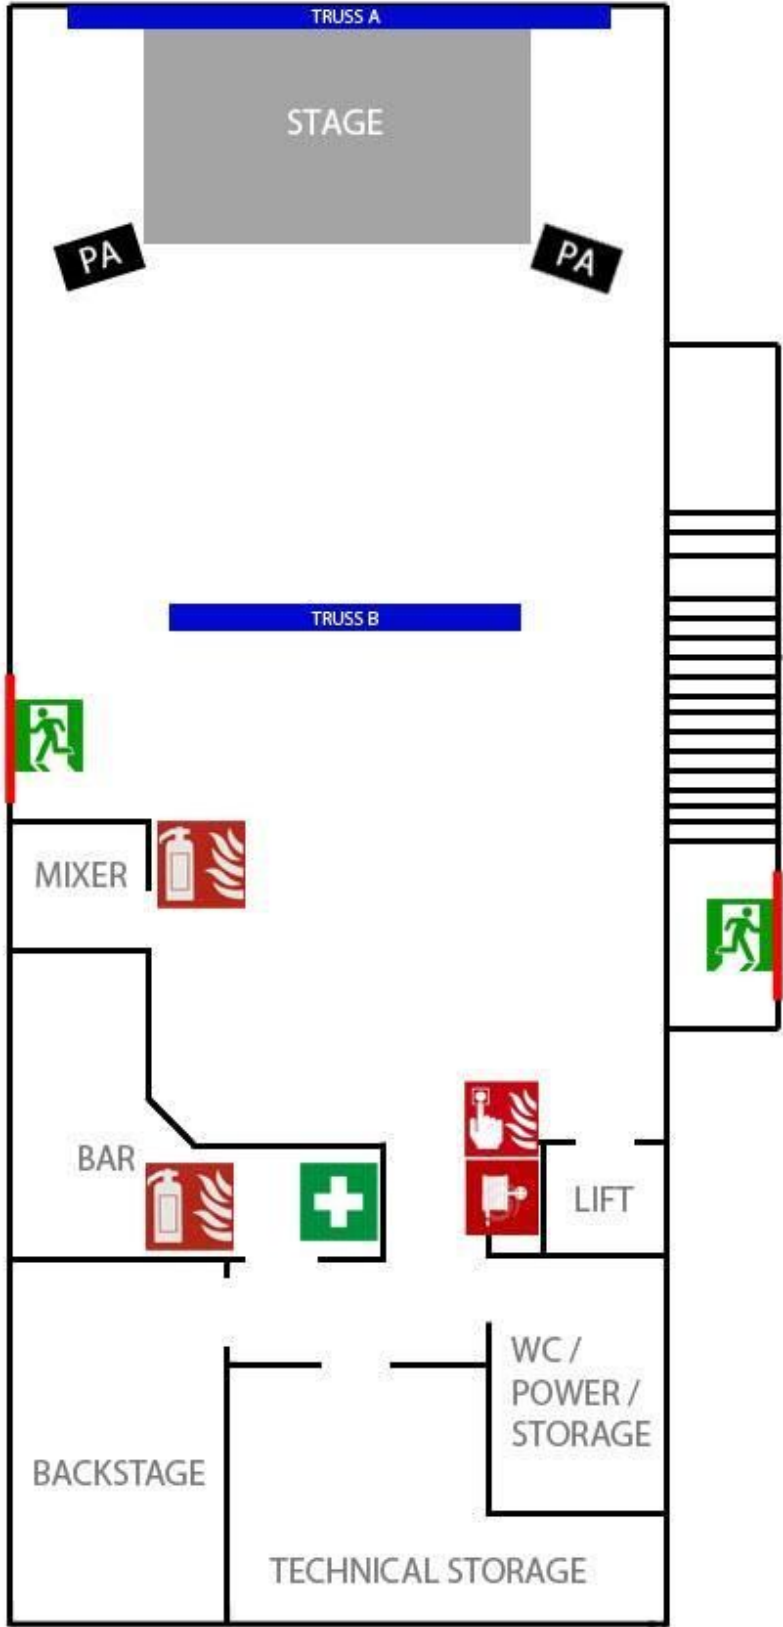 TRUSS A
STAGE
PA
PA
TRUSS B
MIXER
BAR
LIFT
WC /
POWER /
STORAGE
BACKSTAGE
TECHNICAL STORAGE